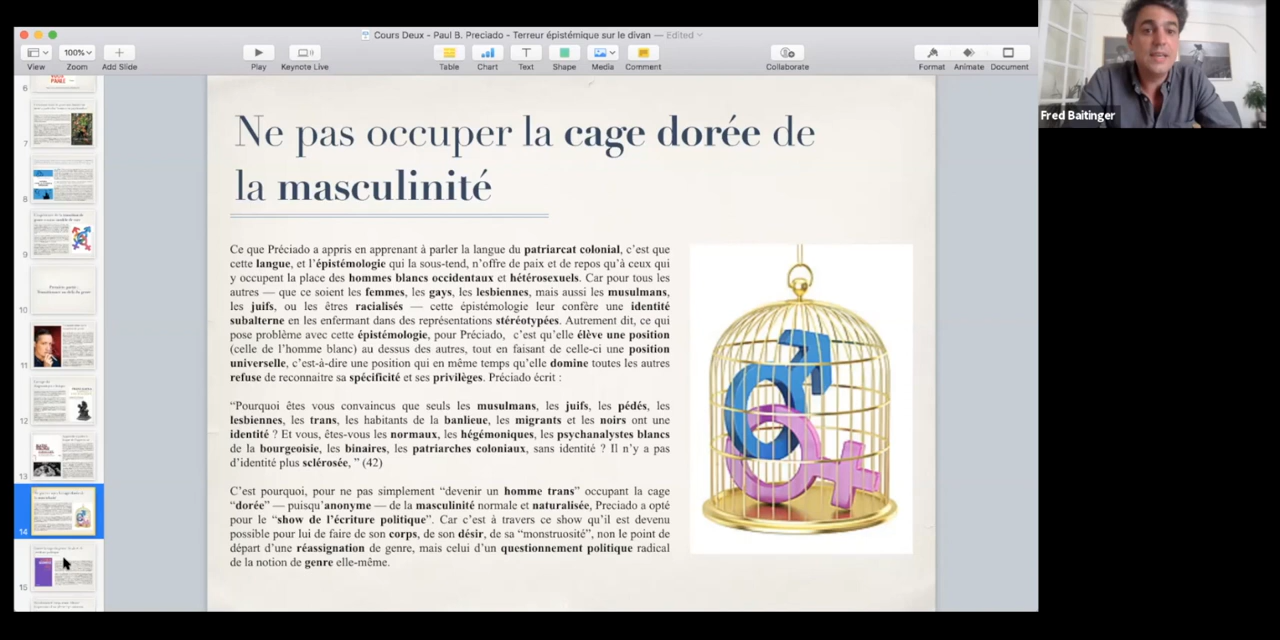 Cours Deux - Paul B. Preciado - Terreur épistémique sur le divan — Edited
100%
View
Zoom
Add Slide
Play
Keynote Live
Table
Chart
Text
Shape
Media
Comment
Collaborate
Format
Animate
Document
6
7
8
9
10
11
12
13
14
15
Ne pas occuper la cage dorée de
la masculinité
Ce que Préciado a appris en apprenant à parler la langue du patriarcat colonial, c’est que
cette langue, et l’épistémologie qui la sous-tend, n’offre de paix et de repos qu’à ceux qui
y occupent la place des hommes blancs occidentaux et hétérosexuels. Car pour tous les
autres — que ce soient les femmes, les gays, les lesbiennes, mais aussi les musulmans,
les juifs, ou les êtres racialisés — cette épistémologie leur confère une identité
subalterne en les enfermant dans des représentations stéréotypées. Autrement dit, ce qui
pose problème avec cette épistémologie, pour Préciado, c’est qu’elle élève une position
(celle de l’homme blanc) au dessus des autres, tout en faisant de celle-ci une position
universelle, c’est-à-dire une position qui en même temps qu’elle domine toutes les autres
refuse de reconnaitre sa spécificité et ses privilèges. Préciado écrit :
“Pourquoi êtes vous convaincus que seuls les musulmans, les juifs, les pédés, les
lesbiennes, les trans, les habitants de la banlieue, les migrants et les noirs ont une
identité ? Et vous, êtes-vous les normaux, les hégémoniques, les psychanalystes blancs
de la bourgeoisie, les binaires, les patriarches coloniaux, sans identité ? Il n’y a pas
d’identité plus sclérosée, ” (42)
C’est pourquoi, pour ne pas simplement “devenir un homme trans” occupant la cage
“dorée” — puisqu’anonyme — de la masculinité normale et naturalisée, Preciado a opté
pour le “show de l’écriture politique”. Car c’est à travers ce show qu’il est devenu
possible pour lui de faire de son corps, de son désir, de sa “monstruosité”, non le point de
départ d’une réassignation de genre, mais celui d’un questionnement politique radical
de la notion de genre elle-même.
Fred Baitinger